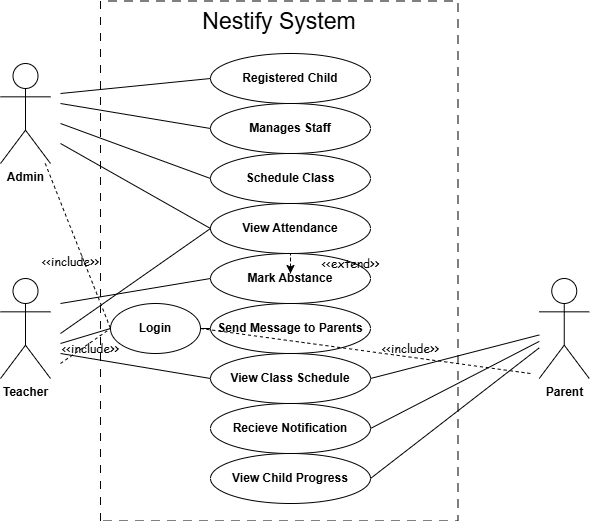 Nestify System
Registered Child
Manages Staff
Admin
Schedule Class
View Attendance
<<include>>
<<extend>>
Mark Abstance
Login
Send Message to Parents
<<include>>
<<include>>
Teacher
View Class Schedule
Parent
Recieve Notification
View Child Progress